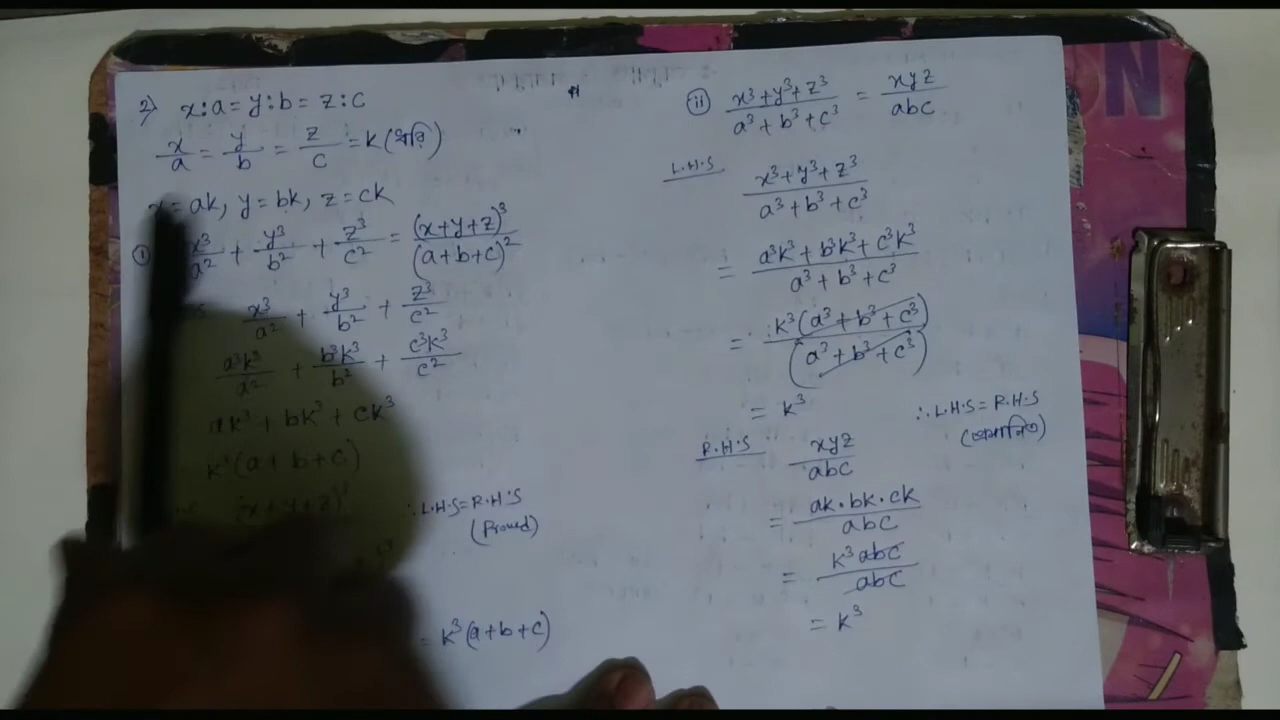 2) x:a = y:b = z:c
x/a = y/b = z/c = k (ধরি)
x = ak, y = bk, z = ck
i x³/a² + y³/b² + z³/c² = (x+y+z)³/(a+b+c)²
x³/a² + y³/b² + z³/c²
a³k³/a² + b³k³/b² + c³k³/c²
ak³ + bk³ + ck³
k³(a+b+c)
(x+y+z)³
∴ L.H.S = R.H.S
(Proved)
= k³(a+b+c)
ii x³+y³+z³/a³+b³+c³ = xyz/abc
L.H.S x³+y³+z³/a³+b³+c³
= a³k³+b³k³+c³k³/a³+b³+c³
= k³(a³+b³+c³)/(a³+b³+c³)
= k³
∴ L.H.S = R.H.S
(প্রমানিত)
R.H.S xyz/abc
= ak.bk.ck/abc
= k³abc/abc
= k³